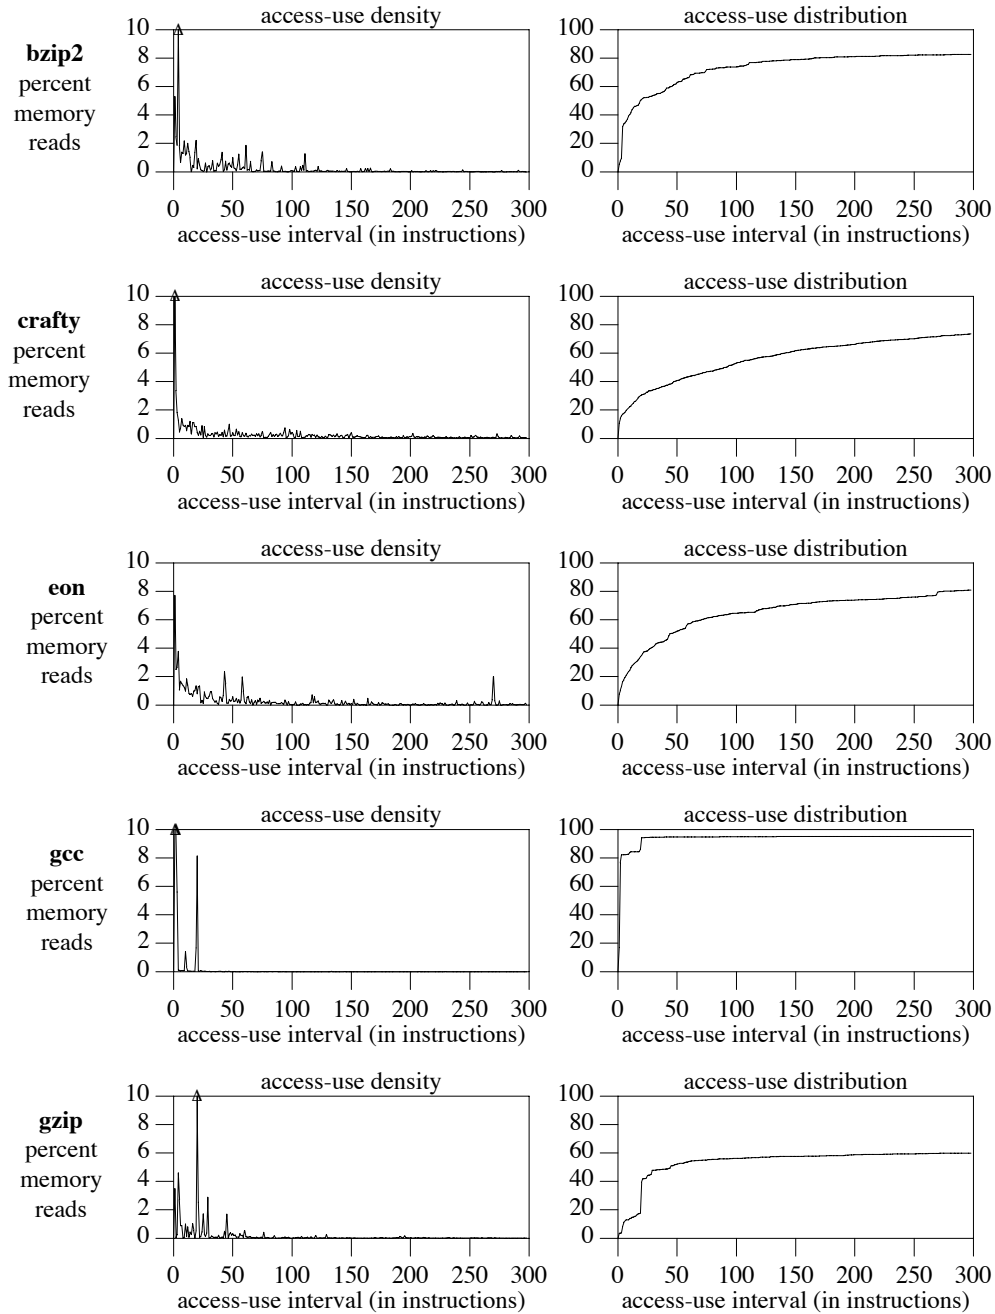 access-use density
access-use distribution
bzip2
percent
memory
reads
10
8
6
4
2
0
0 50 100 150 200 250 300
access-use interval (in instructions)
100
80
60
40
20
0
0 50 100 150 200 250 300
access-use interval (in instructions)
access-use density
access-use distribution
crafty
percent
memory
reads
10
8
6
4
2
0
0 50 100 150 200 250 300
access-use interval (in instructions)
100
80
60
40
20
0
0 50 100 150 200 250 300
access-use interval (in instructions)
access-use density
access-use distribution
eon
percent
memory
reads
10
8
6
4
2
0
0 50 100 150 200 250 300
access-use interval (in instructions)
100
80
60
40
20
0
0 50 100 150 200 250 300
access-use interval (in instructions)
access-use density
access-use distribution
gcc
percent
memory
reads
10
8
6
4
2
0
0 50 100 150 200 250 300
access-use interval (in instructions)
100
80
60
40
20
0
0 50 100 150 200 250 300
access-use interval (in instructions)
access-use density
access-use distribution
gzip
percent
memory
reads
10
8
6
4
2
0
0 50 100 150 200 250 300
access-use interval (in instructions)
100
80
60
40
20
0
0 50 100 150 200 250 300
access-use interval (in instructions)